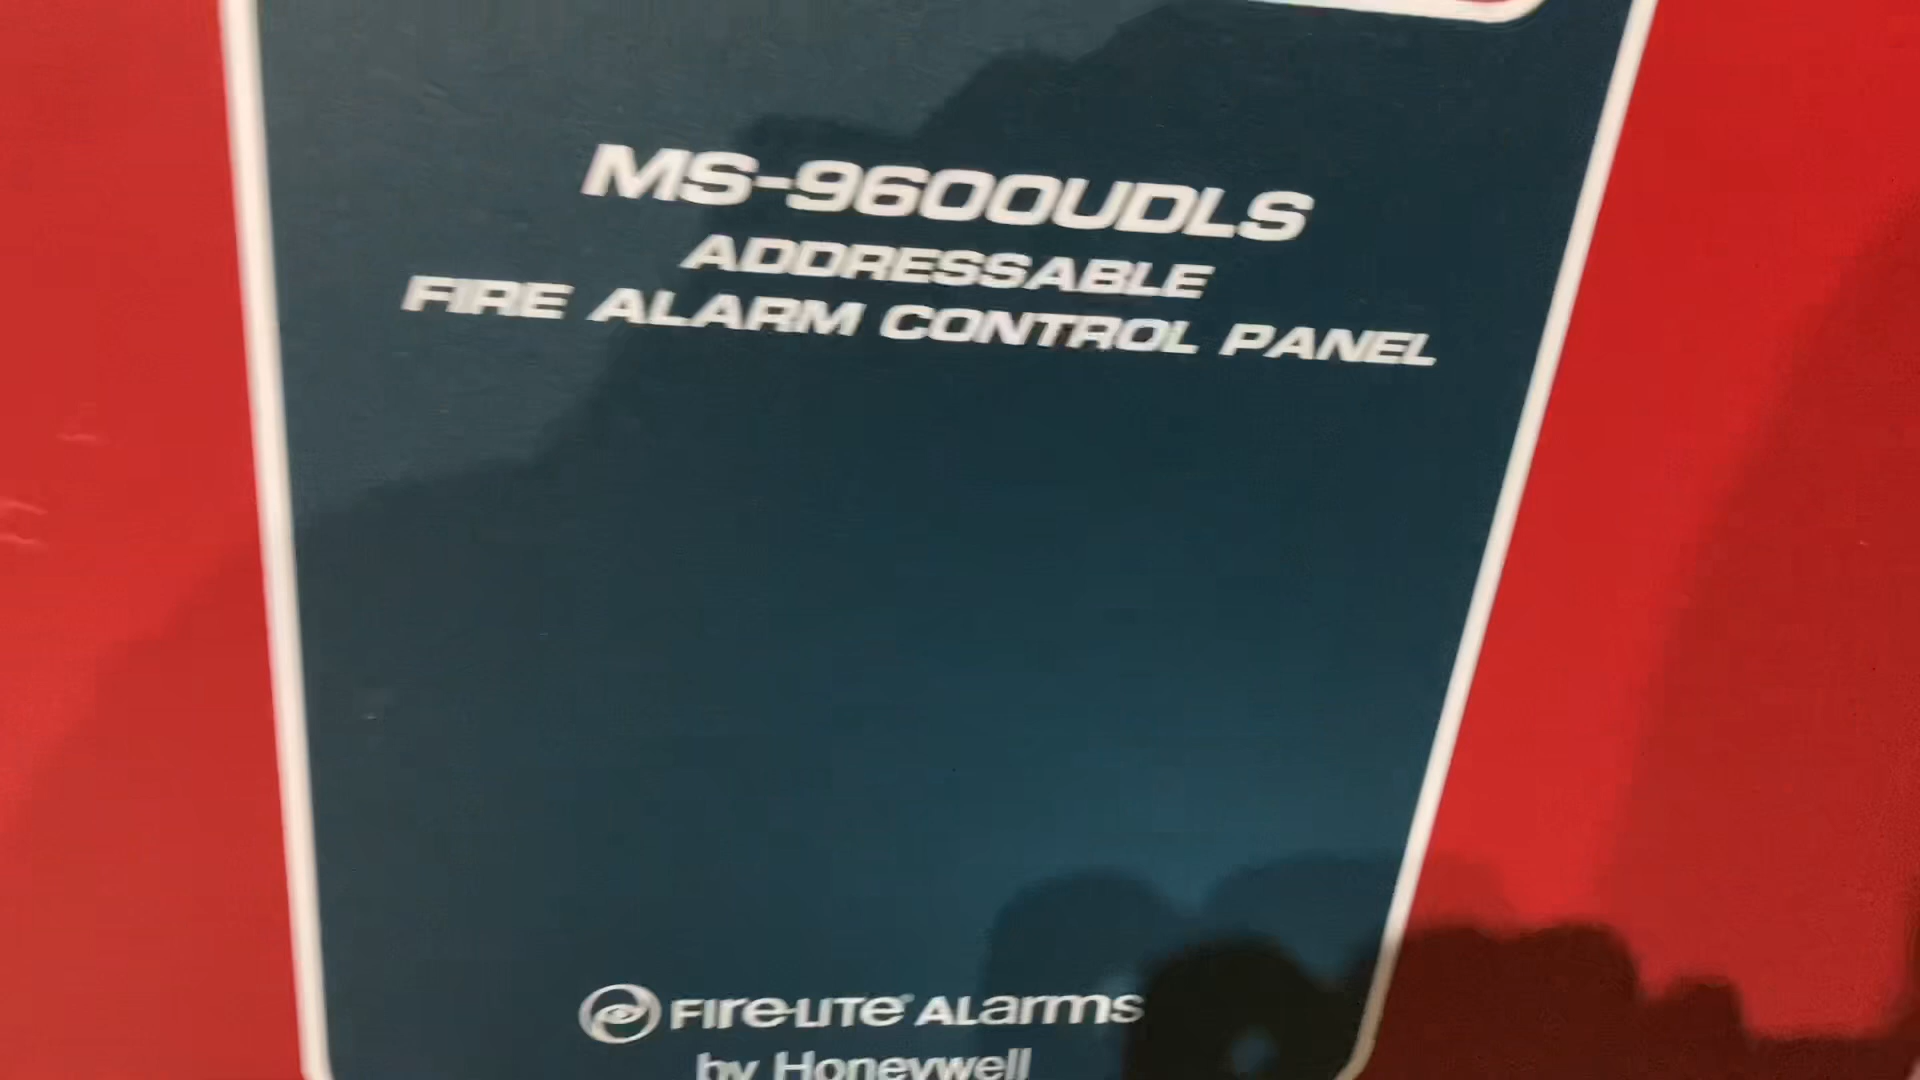 MS-9600UDLS
ADDRESSABLE
FIRE ALARM CONTROL PANEL
FIre-LITe® ALarms
by Honeywell